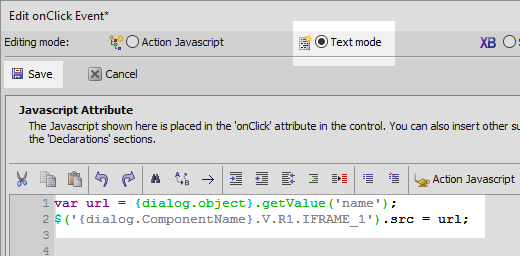 Edit onClick Event*
Editing mode: Action Javascript Text mode XB
Save Cancel
Javascript Attribute
The Javascript shown here is placed in the 'onClick' attribute in the control. You can also insert other su
the 'Declarations' sections.
Action Javascript
1 var url = {dialog.object}.getValue('name');
2 $('{dialog.ComponentName}.V.R1.IFRAME_1').src = url;
3